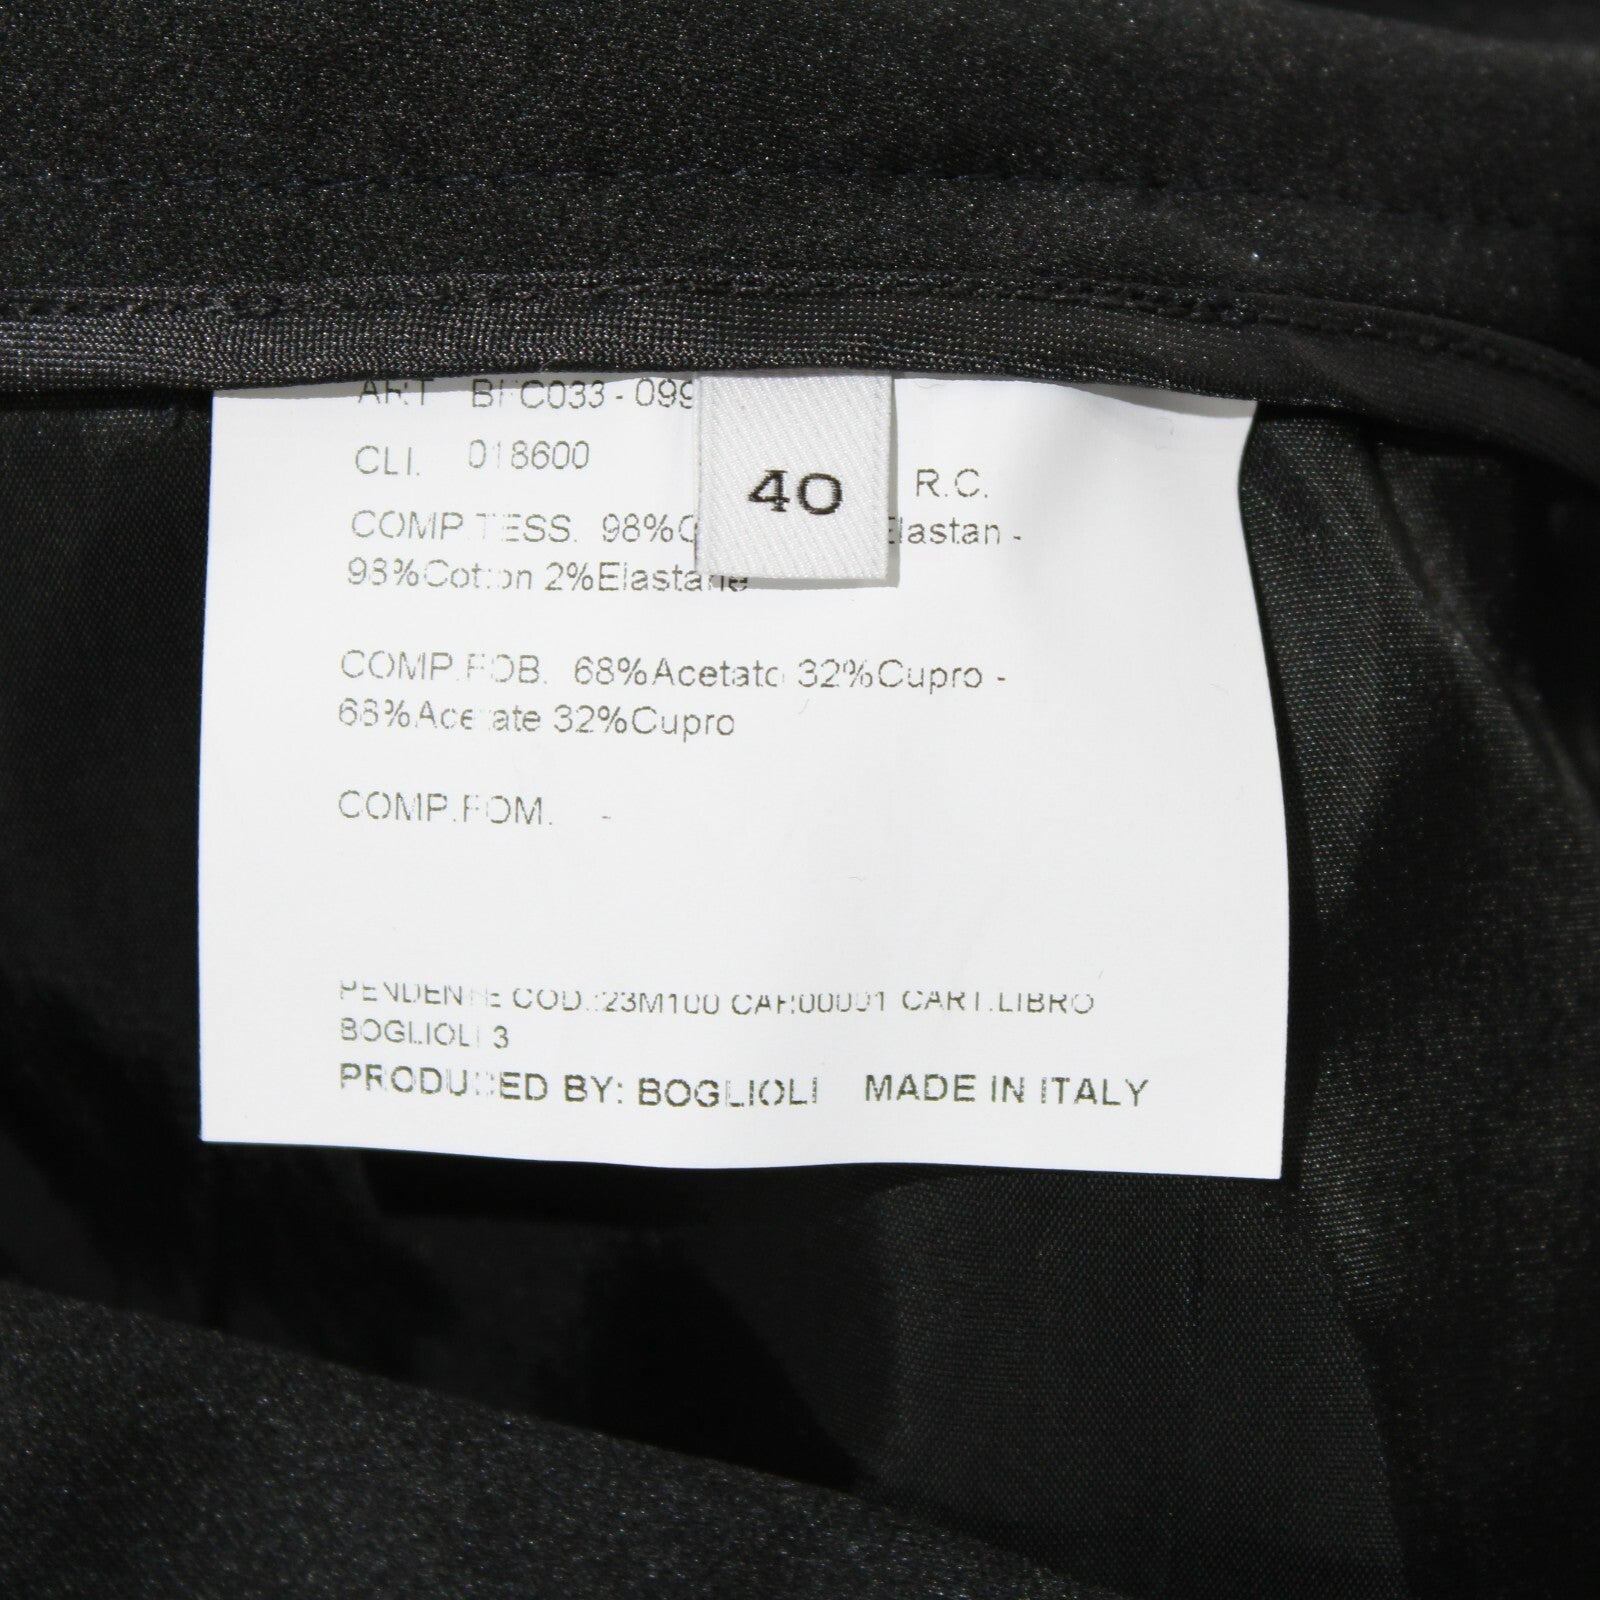 ART BFC033-099
CLI. 018600
40
R.C.
COMP.TESS. 98%C Elastan -
98%Cotton 2%Elastane
COMP.FOB. 68%Acetato 32%Cupro -
68%Acetate 32%Cupro
COMP.FOM. -
PENDENTE COD.:23M100 CAR00001 CART.LIBRO
BOGLIOLI 3
PRODUCED BY: BOGLIOLI MADE IN ITALY